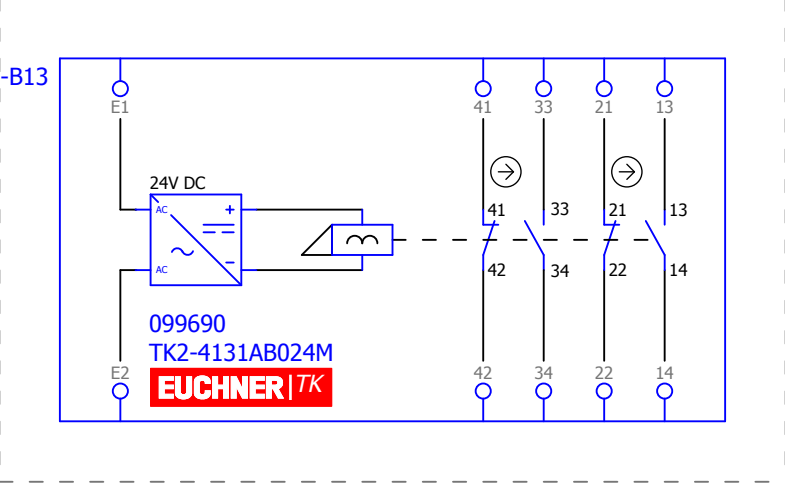 -B13
E1 41 33 21 13
24V DC
AC +
AC -
41 33 21 13
42 34 22 14
099690
TK2-4131AB024M
EUCHNER|TK
E2 42 34 22 14